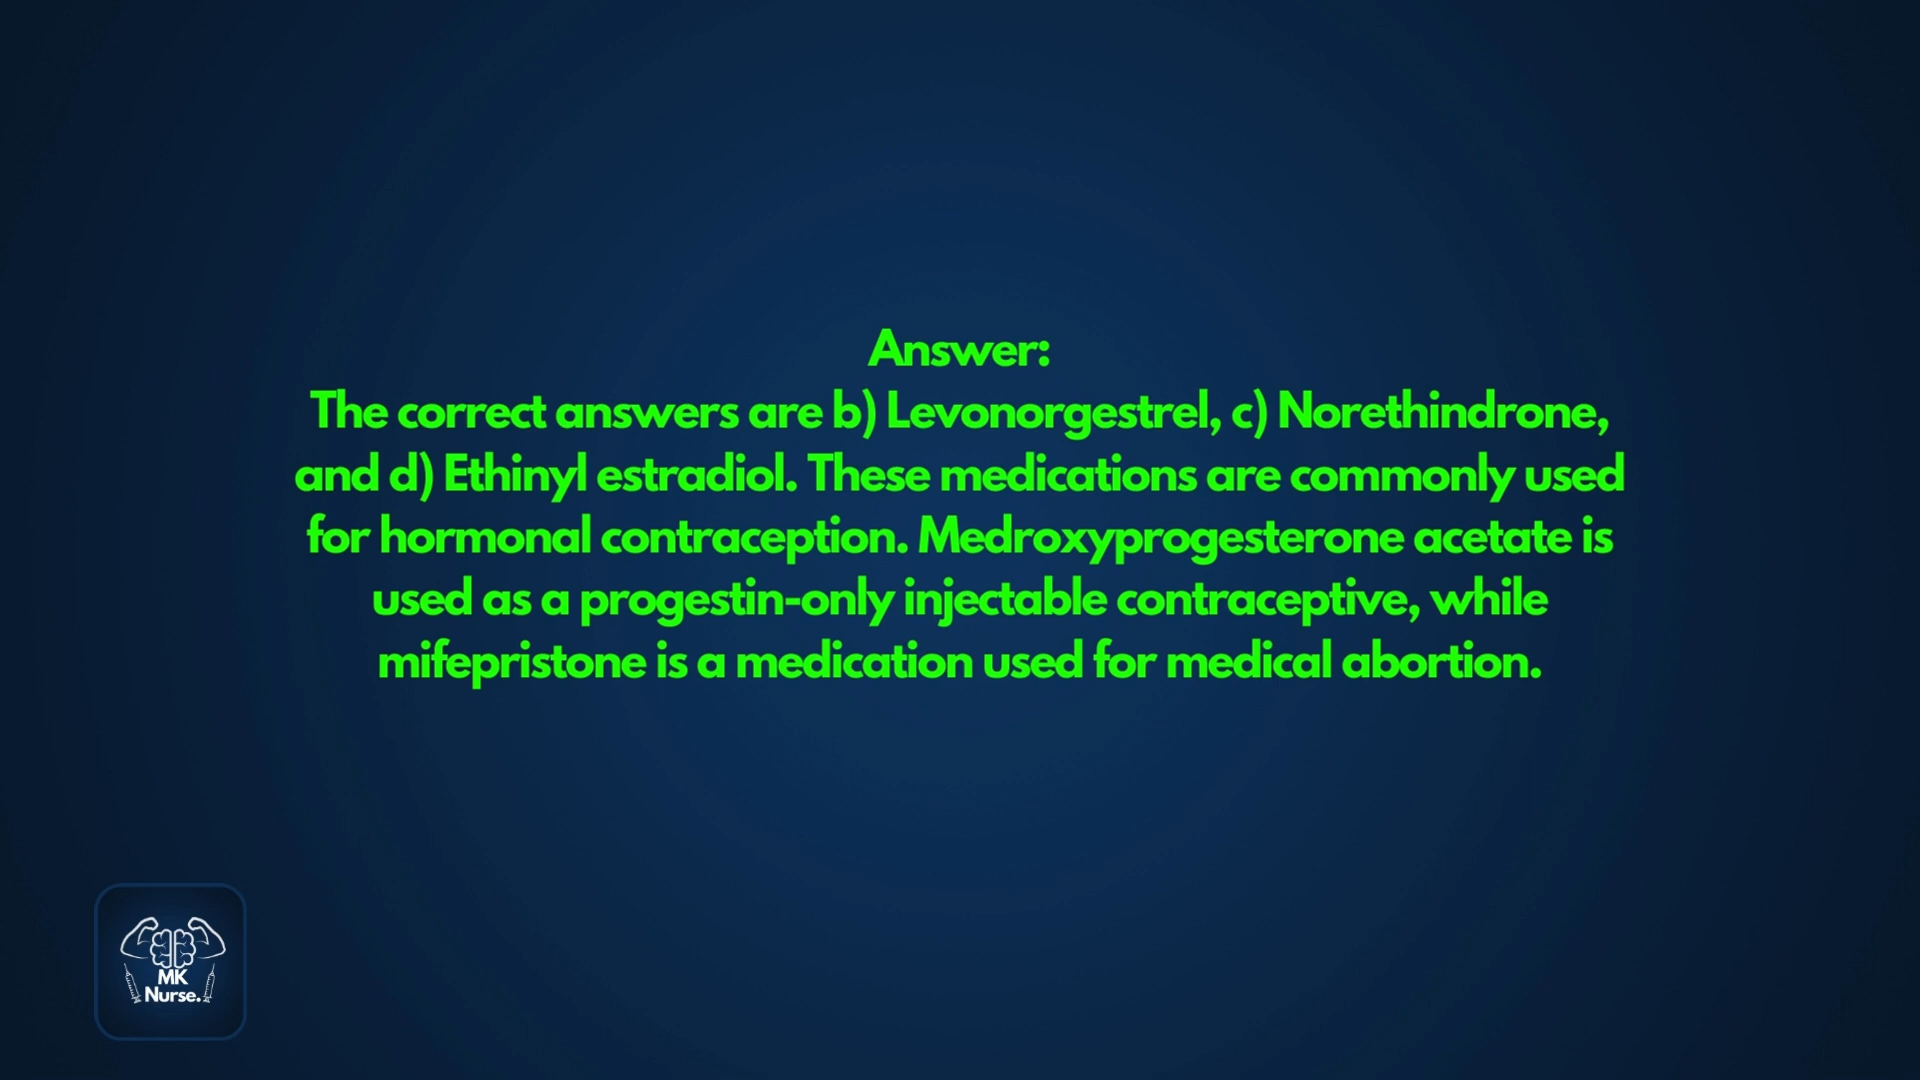 Answer:
The correct answers are b) Levonorgestrel, c) Norethindrone,
and d) Ethinyl estradiol. These medications are commonly used
for hormonal contraception. Medroxyprogesterone acetate is
used as a progestin-only injectable contraceptive, while
mifepristone is a medication used for medical abortion.
MK
Nurse.